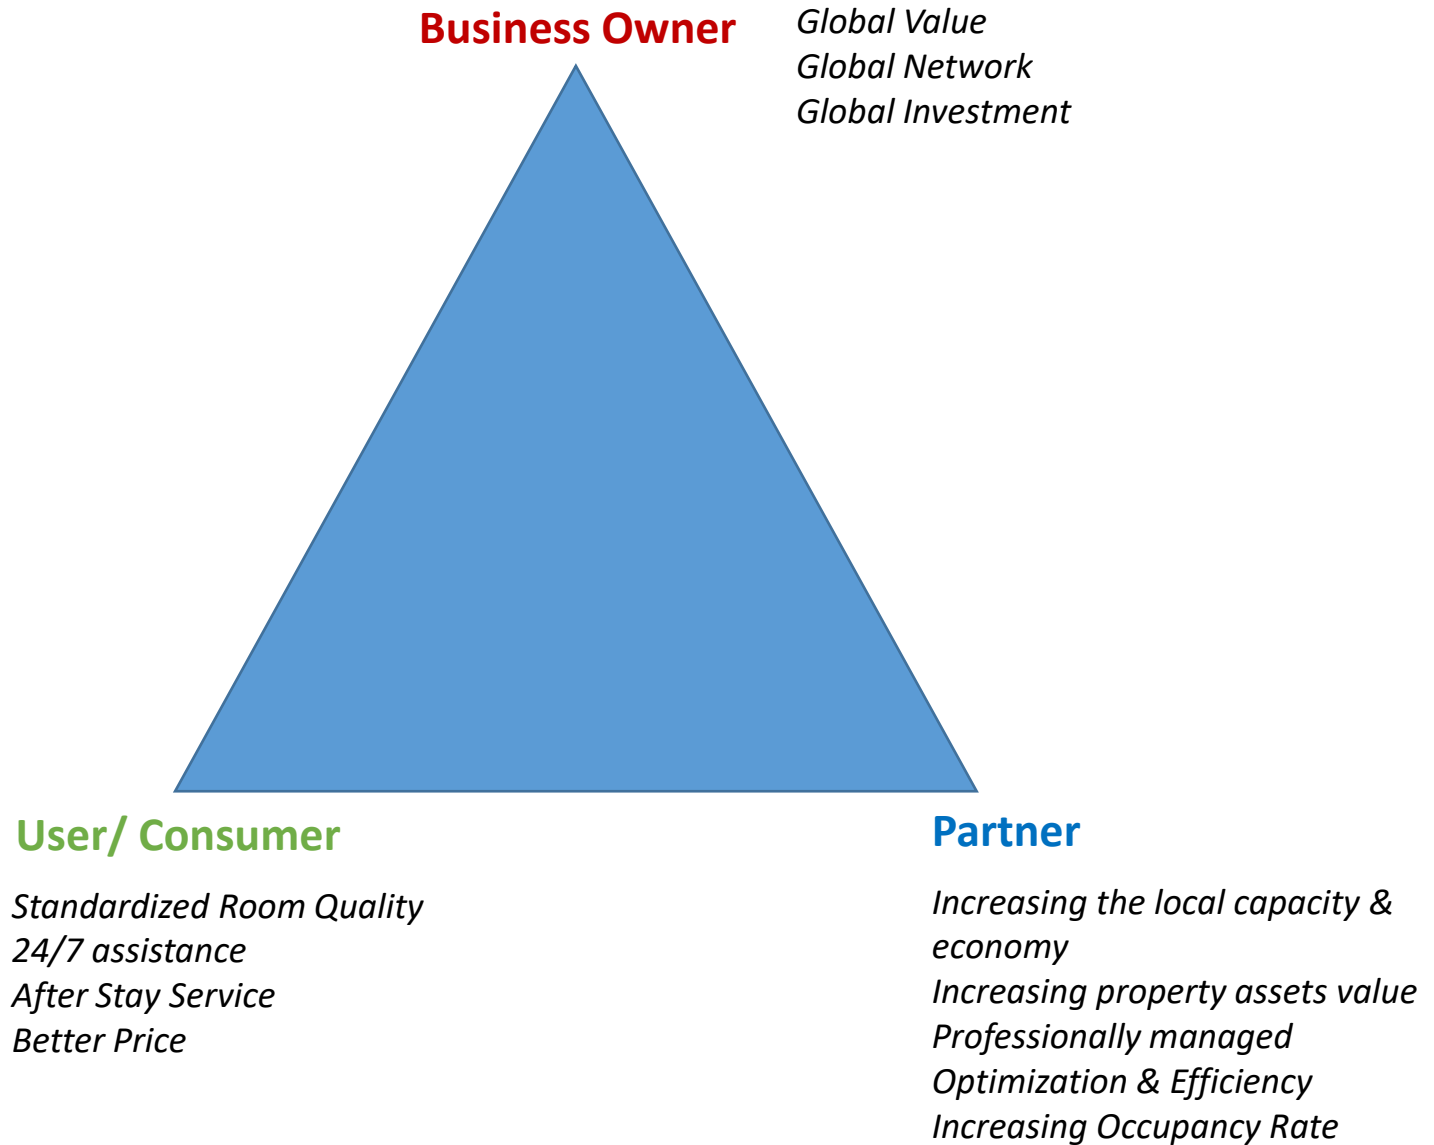 Business Owner
Global Value
Global Network
Global Investment
User/ Consumer
Standardized Room Quality
24/7 assistance
After Stay Service
Better Price
Partner
Increasing the local capacity &
economy
Increasing property assets value
Professionally managed
Optimization & Efficiency
Increasing Occupancy Rate